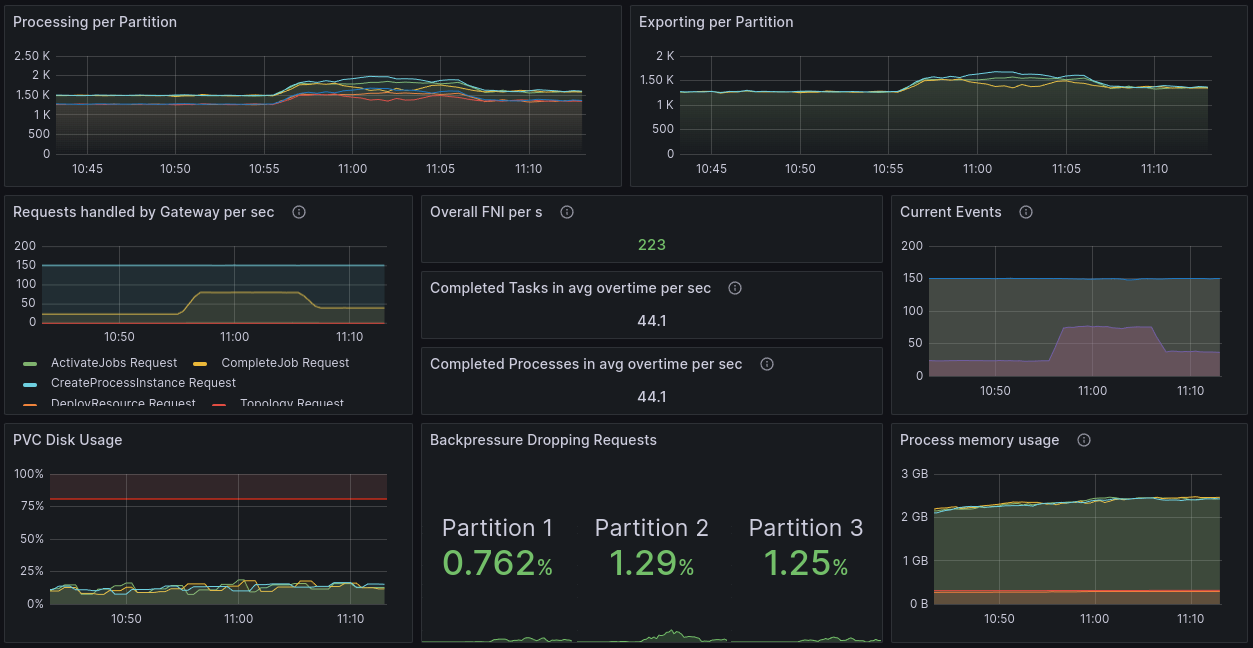 Processing per Partition
2.50 K
2 K
1.50 K
1 K
500
0
10:45 10:50 10:55 11:00 11:05 11:10
Exporting per Partition
2 K
1.50 K
1 K
500
0
10:45 10:50 10:55 11:00 11:05 11:10
Requests handled by Gateway per sec
200
150
100
50
0
10:50 11:00 11:10
ActivateJobs Request CompleteJob Request
CreateProcessInstance Request
DeployResource Request Topology Request
Overall FNI per s
223
Completed Tasks in avg overtime per sec
44.1
Completed Processes in avg overtime per sec
44.1
Current Events
200
150
100
50
0
10:50 11:00 11:10
PVC Disk Usage
100%
75%
50%
25%
0%
10:50 11:00 11:10
Backpressure Dropping Requests
Partition 1 Partition 2 Partition 3
0.762% 1.29% 1.25%
Process memory usage
3 GB
2 GB
1 GB
0 B
10:50 11:00 11:10